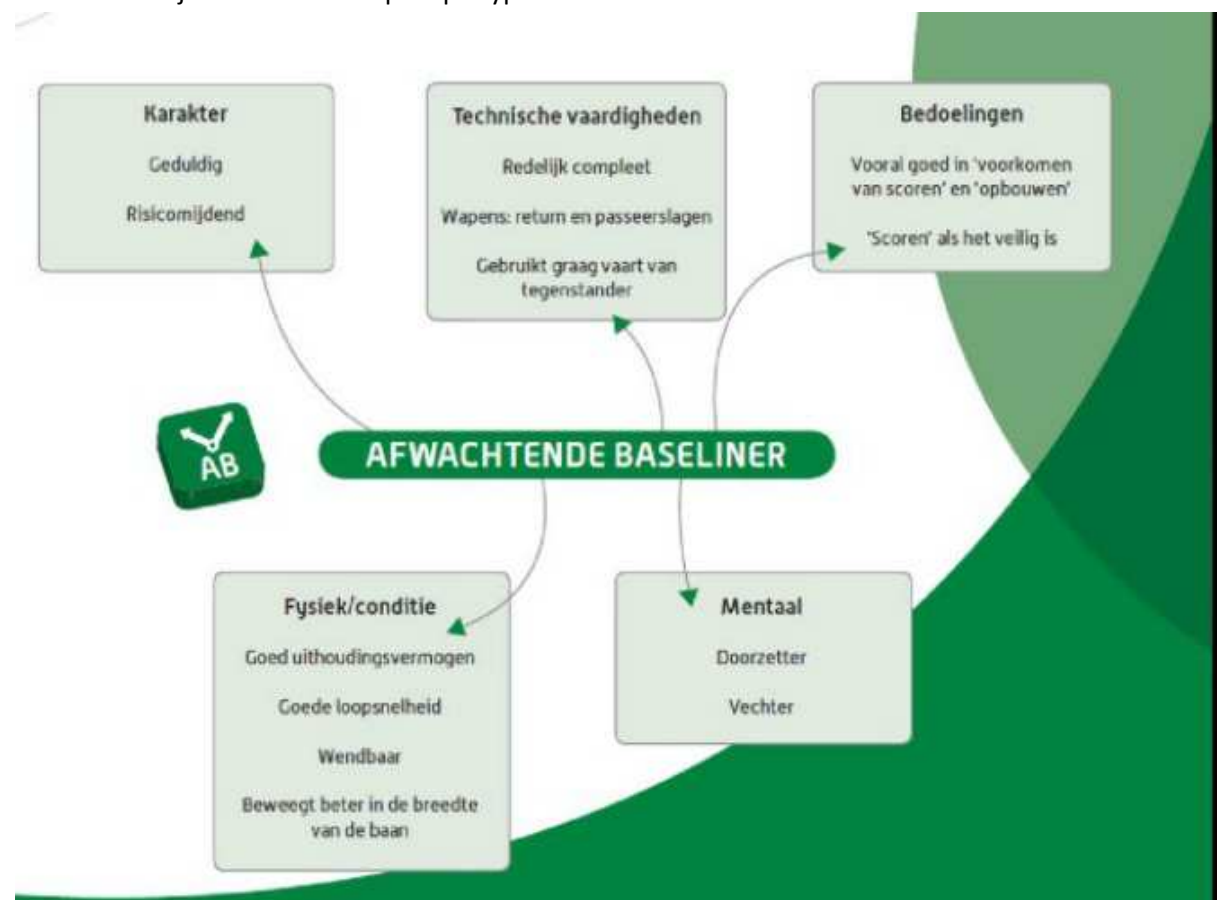 Karakter
Geduldig
Risicomijdend
Technische vaardigheden
Redelijk compleet
Wapens: return en passeerslagen
Gebruikt graag vaart van
tegenstander
Bedoelingen
Vooral goed in 'voorkomen
van scoren' en 'opbouwen'
'Scoren' als het veilig is
AB
AFWACHTENDE BASELINER
Fysiek/conditie
Goed uithoudingsvermogen
Goede loopsnelheid
Wendbaar
Beweegt beter in de breedte
van de baan
Mentaal
Doorzetter
Vechter